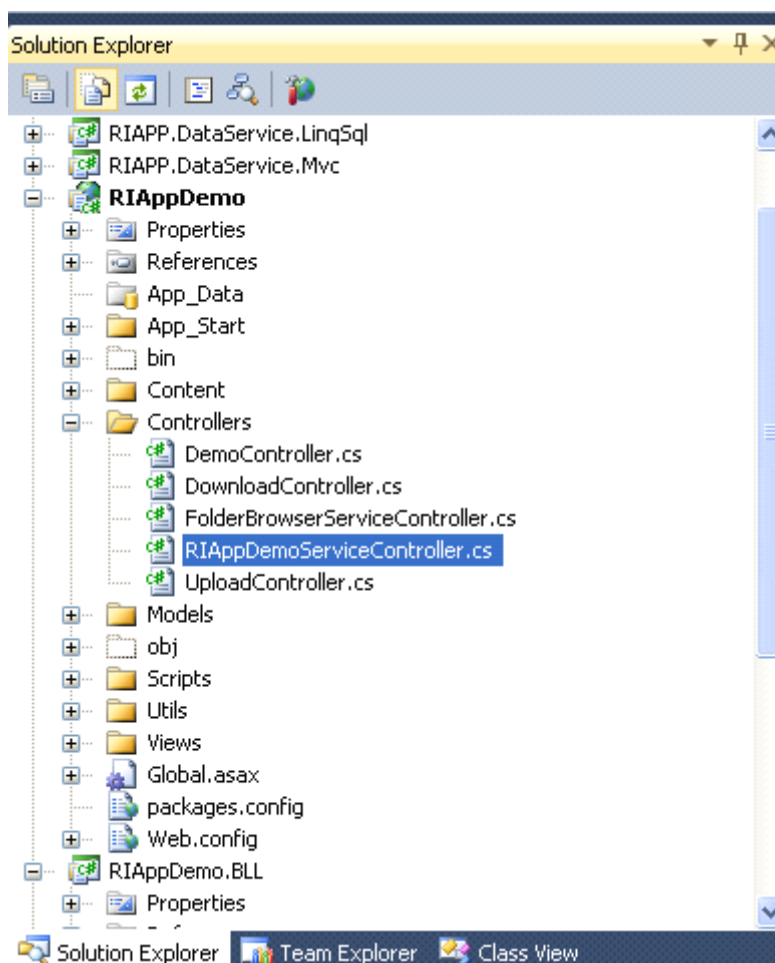 Solution Explorer
RIAPP.DataService.LinqSql
RIAPP.DataService.Mvc
RIAppDemo
Properties
References
App_Data
App_Start
bin
Content
Controllers
DemoController.cs
DownloadController.cs
FolderBrowserServiceController.cs
RIAppDemoServiceController.cs
UploadController.cs
Models
obj
Scripts
Utils
Views
Global.asax
packages.config
Web.config
RIAppDemo.BLL
Properties
Solution Explorer Team Explorer Class View